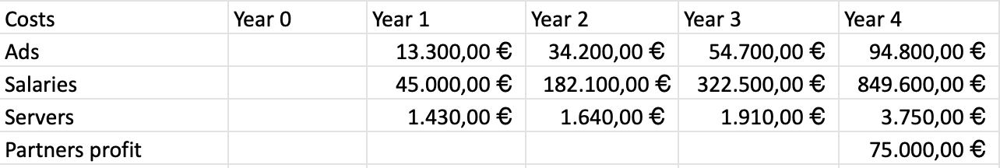 Costs Year 0 Year 1 Year 2 Year 3 Year 4
Ads 13.300,00 € 34.200,00 € 54.700,00 € 94.800,00 €
Salaries 45.000,00 € 182.100,00 € 322.500,00 € 849.600,00 €
Servers 1.430,00 € 1.640,00 € 1.910,00 € 3.750,00 €
Partners profit 75.000,00 €